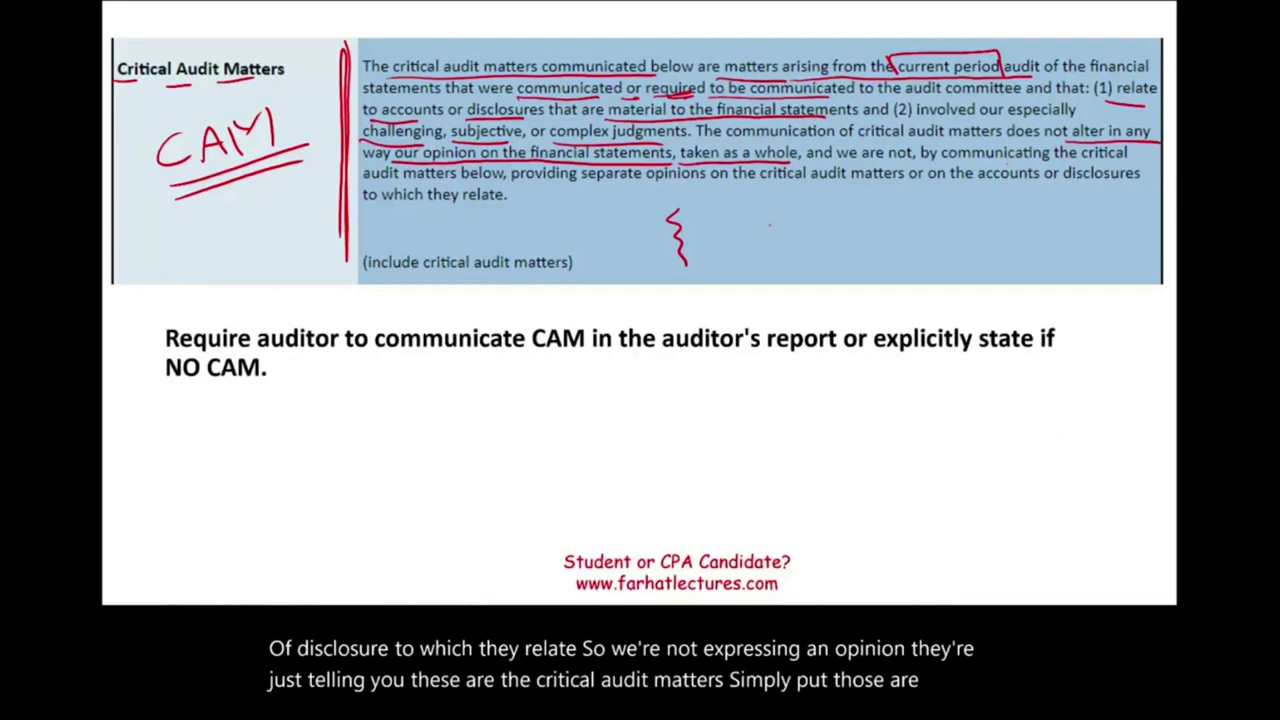 Critical Audit Matters
CAM
The critical audit matters communicated below are matters arising from the current period audit of the financial
statements that were communicated or required to be communicated to the audit committee and that: (1) relate
to accounts or disclosures that are material to the financial statements and (2) involved our especially
challenging, subjective, or complex judgments. The communication of critical audit matters does not alter in any
way our opinion on the financial statements, taken as a whole, and we are not, by communicating the critical
audit matters below, providing separate opinions on the critical audit matters or on the accounts or disclosures
to which they relate.
(include critical audit matters)
Require auditor to communicate CAM in the auditor's report or explicitly state if
NO CAM.
Student or CPA Candidate?
www.farhatlectures.com
Of disclosure to which they relate So we're not expressing an opinion they're
just telling you these are the critical audit matters Simply put those are